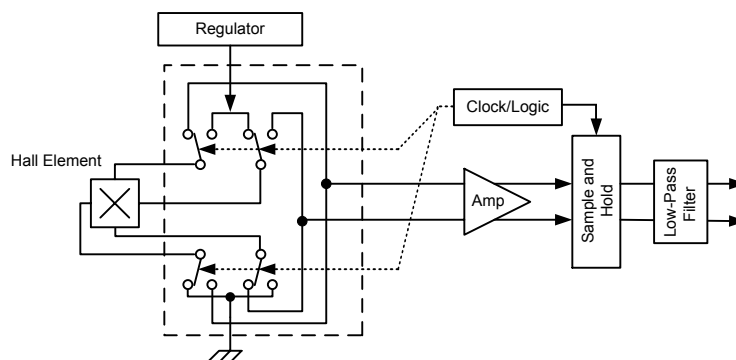 Regulator
Clock/Logic
Hall Element
Amp
Sample and
Hold
Low-Pass
Filter